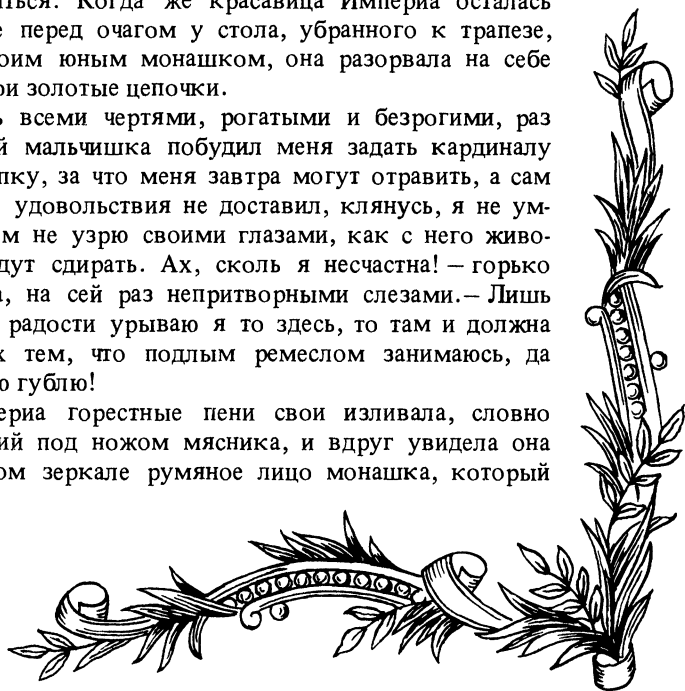 ться. Когда же красавица Империа осталась
перед очагом у стола, убранного к трапезе,
оим юным монашком, она разорвала на себе
ои золотые цепочки.
всеми чертями, рогатыми и безрогими, раз
й мальчишка побудил меня задать кардиналу
пку, за что меня завтра могут отравить, а сам
удовольствия не доставил, клянусь, я не ум-
м не узрю своими глазами, как с него живо-
дут сдирать. Ах, сколь я несчастна! — горько
а, на сей раз непритворными слезами.— Лишь
радости урываю я то здесь, то там и должна
х тем, что подлым ремеслом занимаюсь, да
ю гублю!
ериа горестные пени свои изливала, словно
ий под ножом мясника, и вдруг увидела она
ом зеркале румяное лицо монашка, который